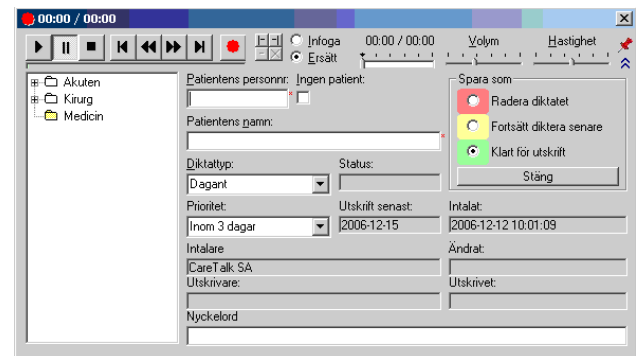 00:00 / 00:00
Infoga 00:00 / 00:00 Volym Hastighet
Ersätt
Akuten
Kirurg
Medicin
Patientens personnr: Ingen patient:
*
Patientens namn:
*
Diktattyp: Status:
Dagant
Prioritet: Utskrift senast: Intalat:
Inom 3 dagar 2006-12-15 2006-12-12 10:01:09
Intalare Ändrat:
CareTalk SA
Utskrivare: Utskrivet:
Nyckelord
Spara som
Radera diktatet
Fortsätt diktera senare
Klart för utskrift
Stäng